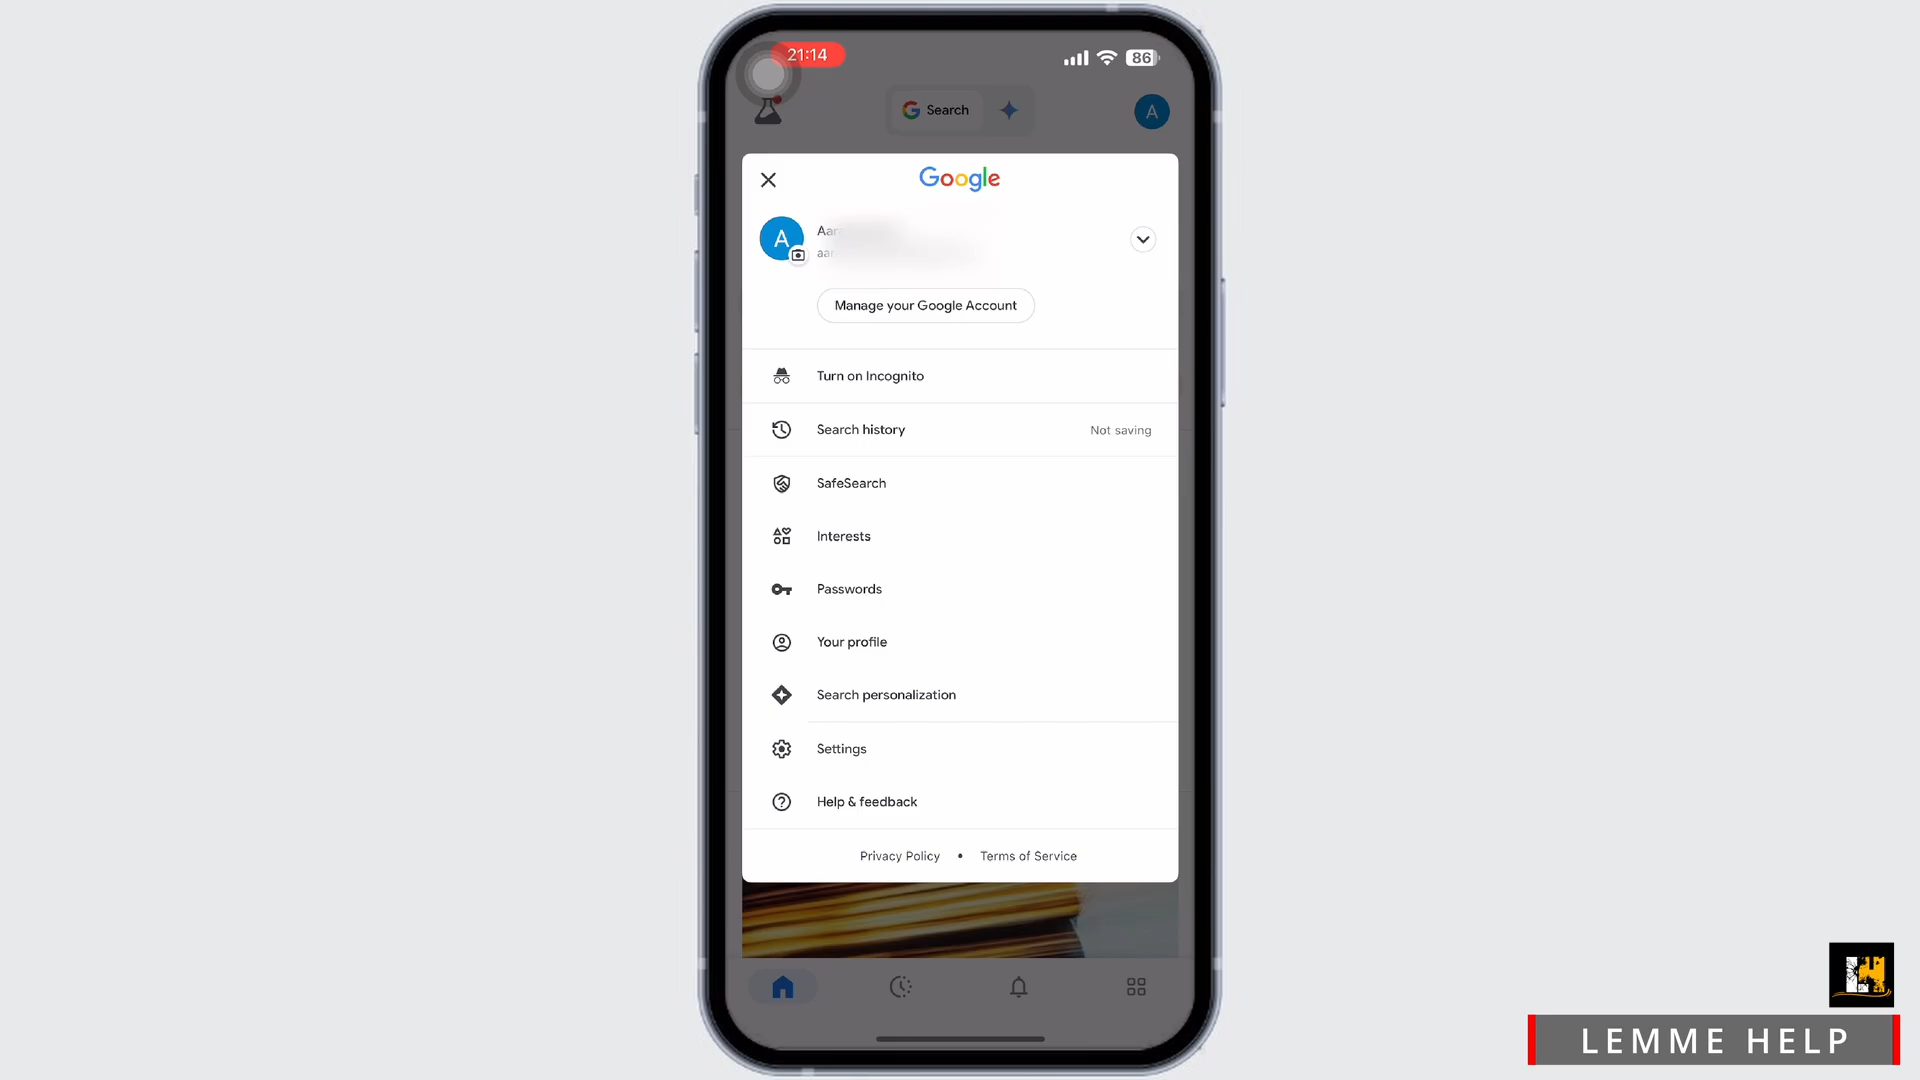 21:14
86
Search
A
Google
A
Manage your Google Account
Turn on Incognito
Search history
Not saving
SafeSearch
Interests
Passwords
Your profile
Search personalization
Settings
Help & feedback
Privacy Policy • Terms of Service
LEMME HELP